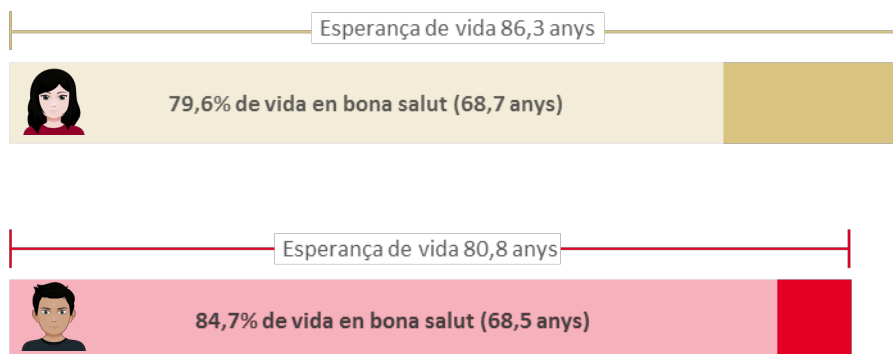 Esperança de vida 86,3 anys
79,6% de vida en bona salut (68,7 anys)
Esperança de vida 80,8 anys
84,7% de vida en bona salut (68,5 anys)